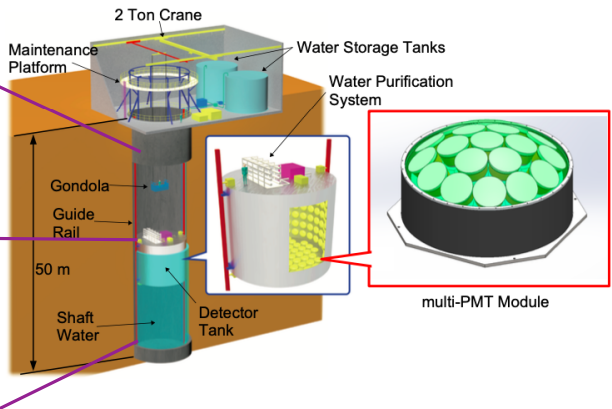 2 Ton Crane
Maintenance
Platform
Water Storage Tanks
Water Purification
System
Gondola
Guide
Rail
50 m
Shaft
Water
Detector
Tank
multi-PMT Module